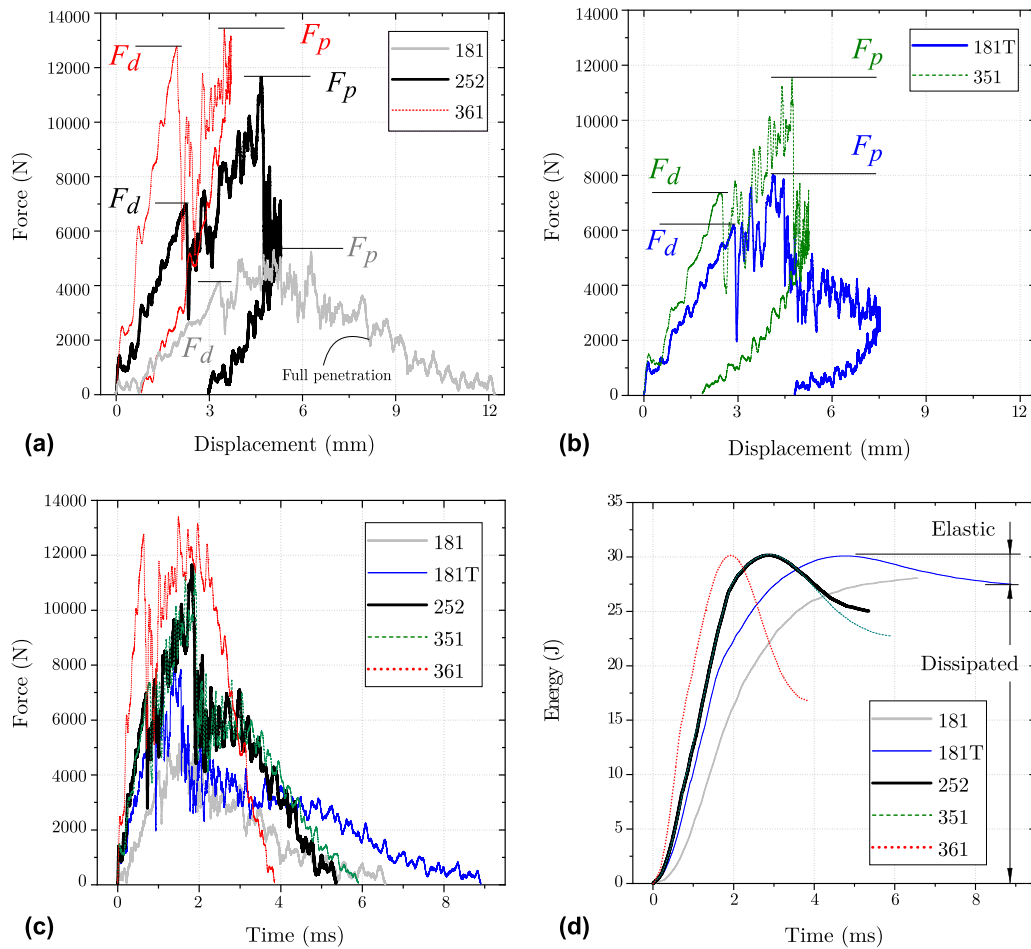 14000
12000
10000
8000
6000
4000
2000
0
Force (N)
0
3
6
9
12
Displacement (mm)
F_d
F_p
F_p
F_d
F_p
F_d
Full penetration
181
252
361
(a)
14000
12000
10000
8000
6000
4000
2000
0
Force (N)
0
3
6
9
12
Displacement (mm)
F_p
F_p
F_d
F_d
181T
351
(b)
14000
12000
10000
8000
6000
4000
2000
0
Force (N)
0
2
4
6
8
Time (ms)
181
181T
252
351
361
(c)
35
30
25
20
15
10
5
0
Energy (J)
0
2
4
6
8
Time (ms)
Elastic
Dissipated
181
181T
252
351
361
(d)